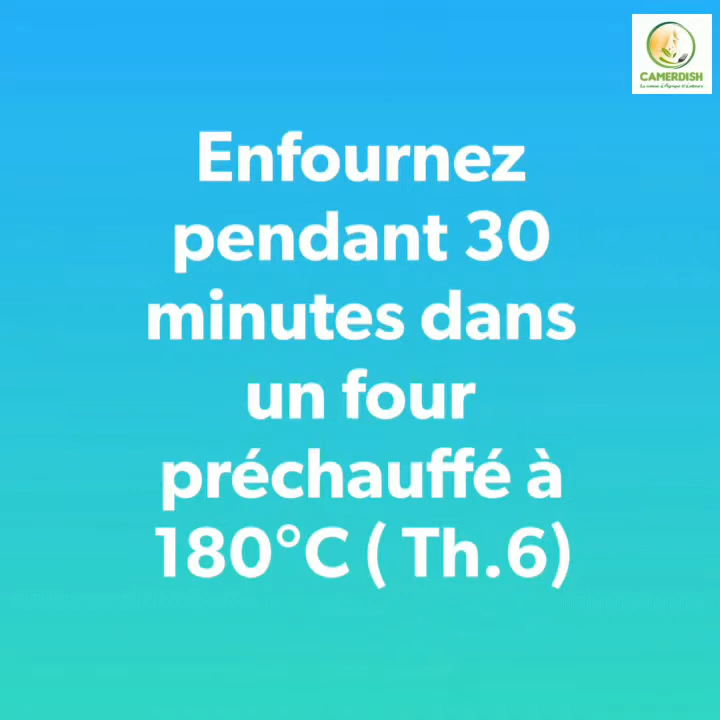 CAMERDISH
Enfournez
pendant 30
minutes dans
un four
préchauffé à
180°C ( Th.6)